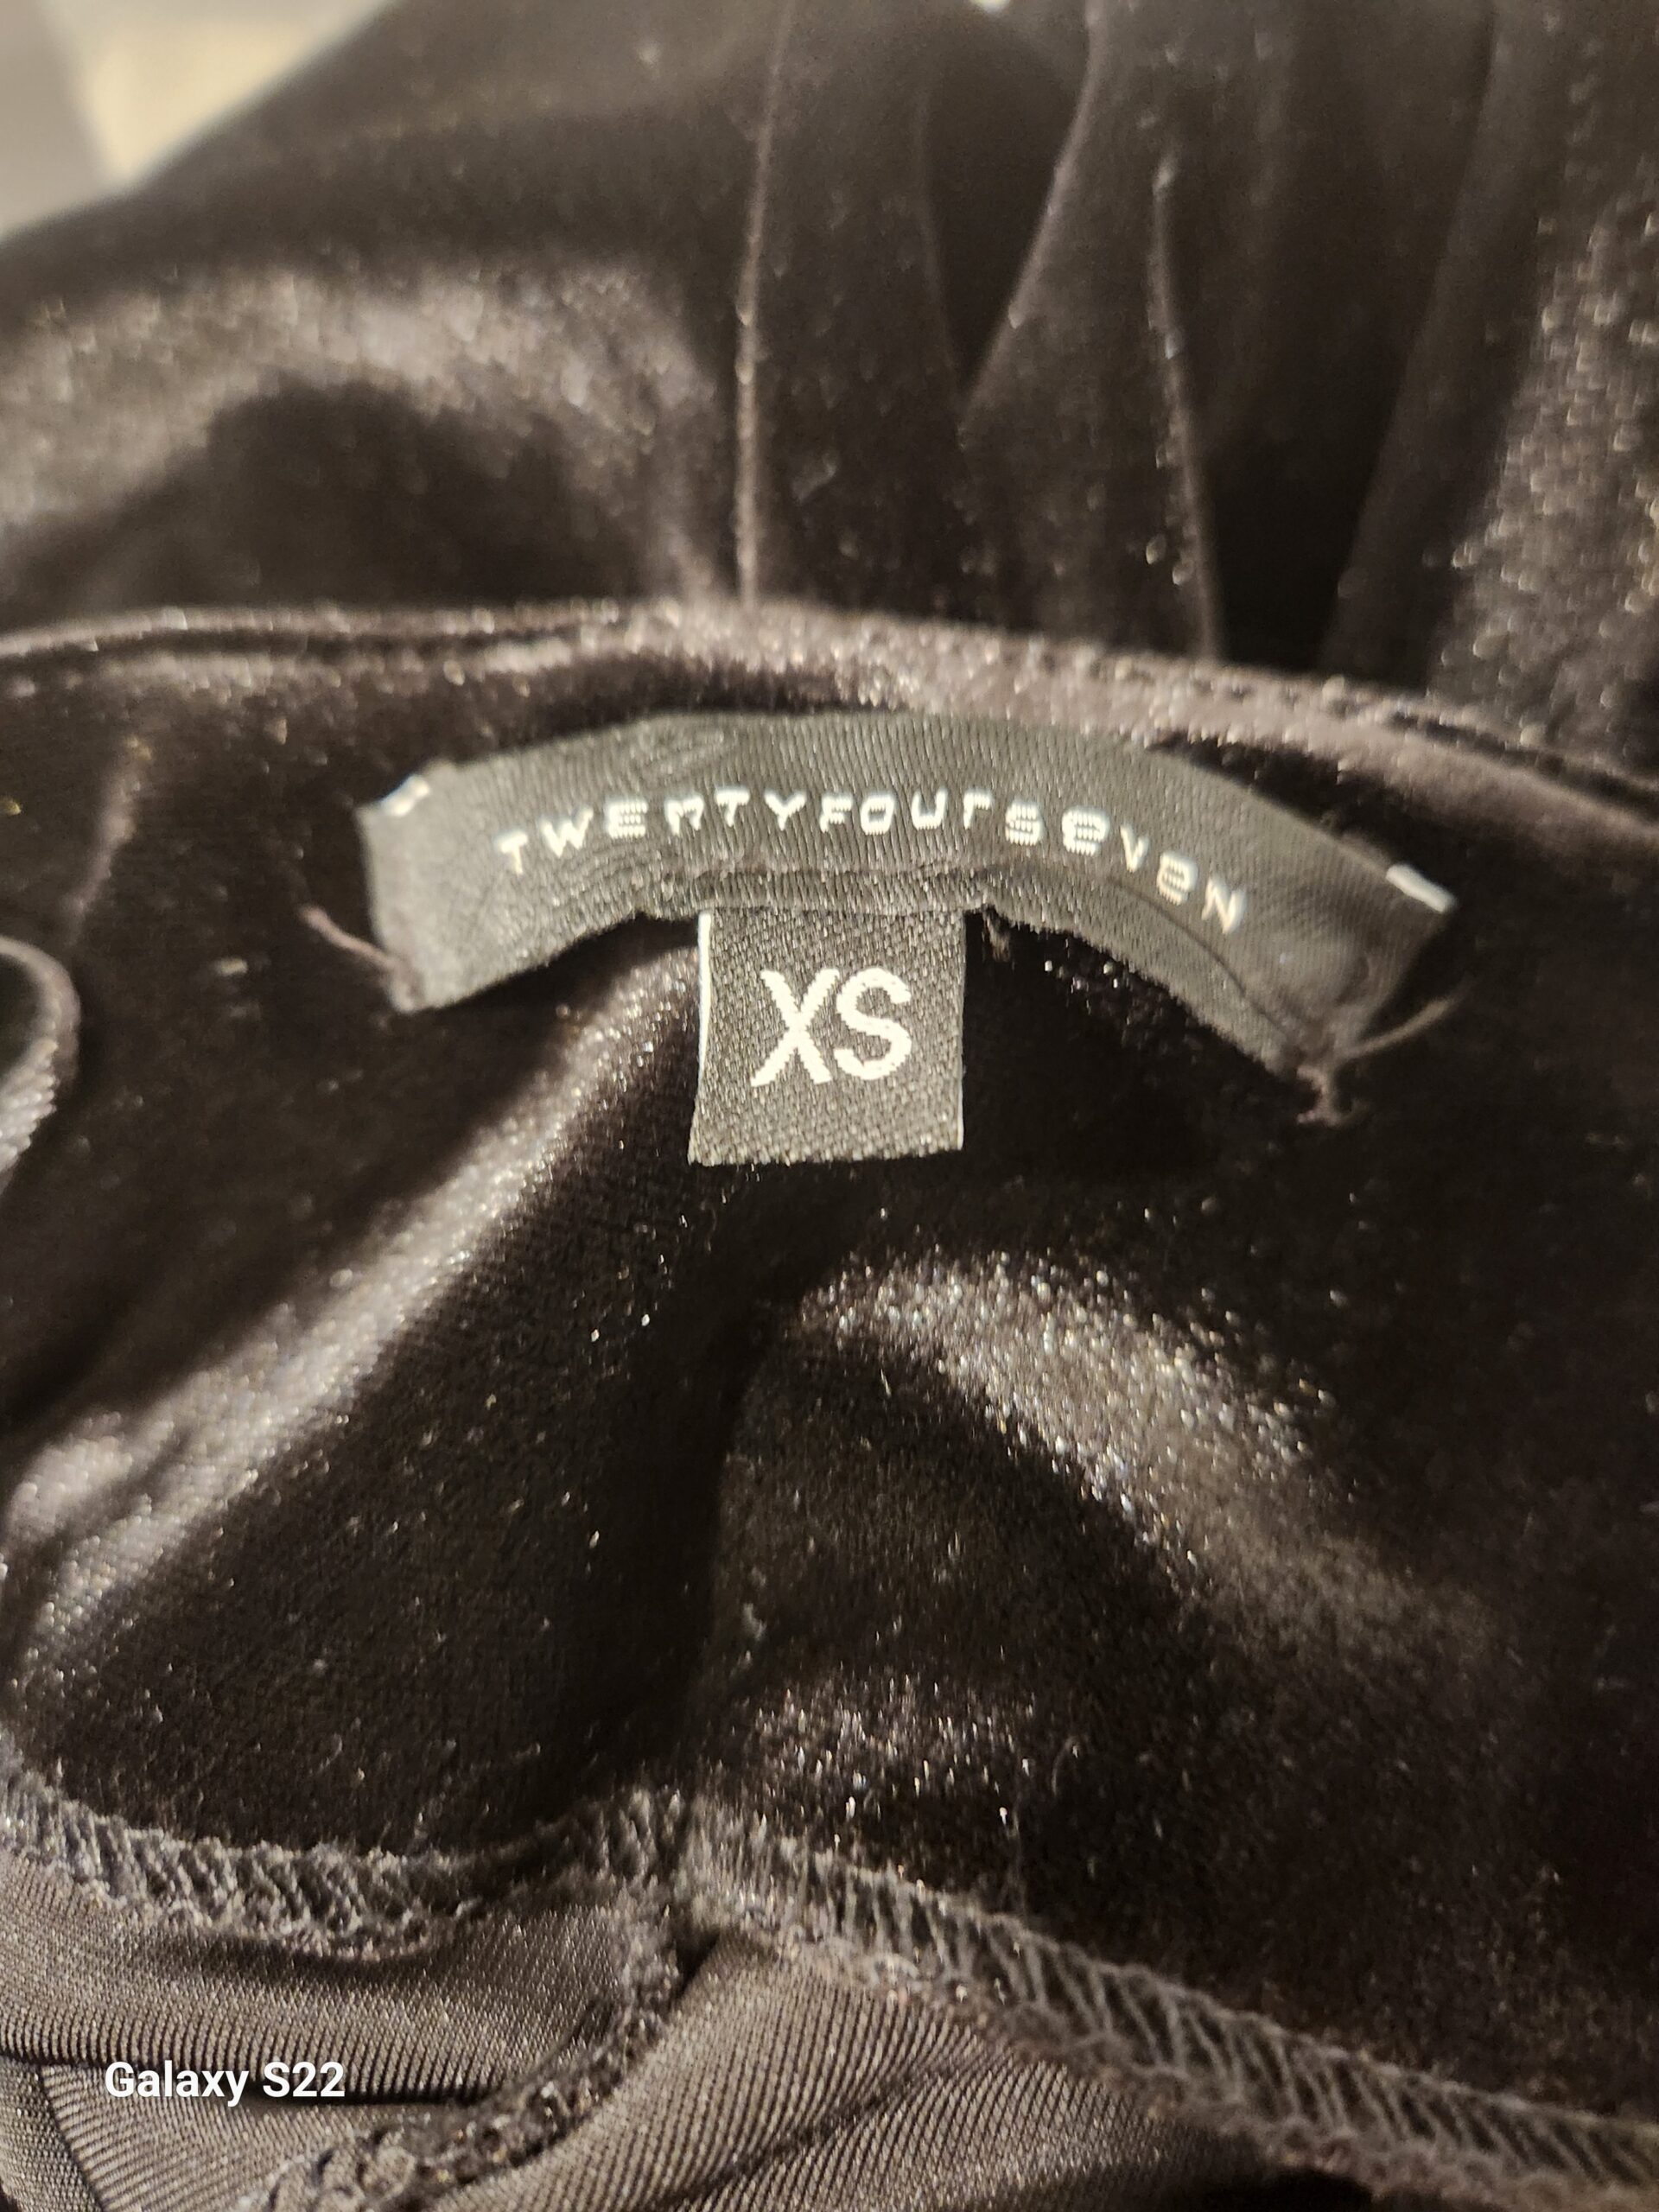 TWENTYFOURSEVEN
XS
Galaxy S22